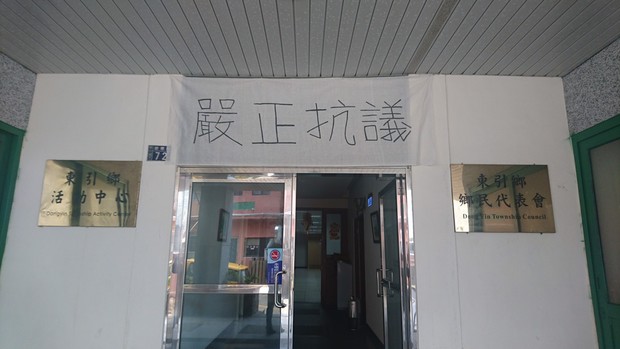 嚴正抗議
72
東引鄉
活動中心
Dongyin Township Activity Center
東引鄉
鄉民代表會
DongYin Township Council